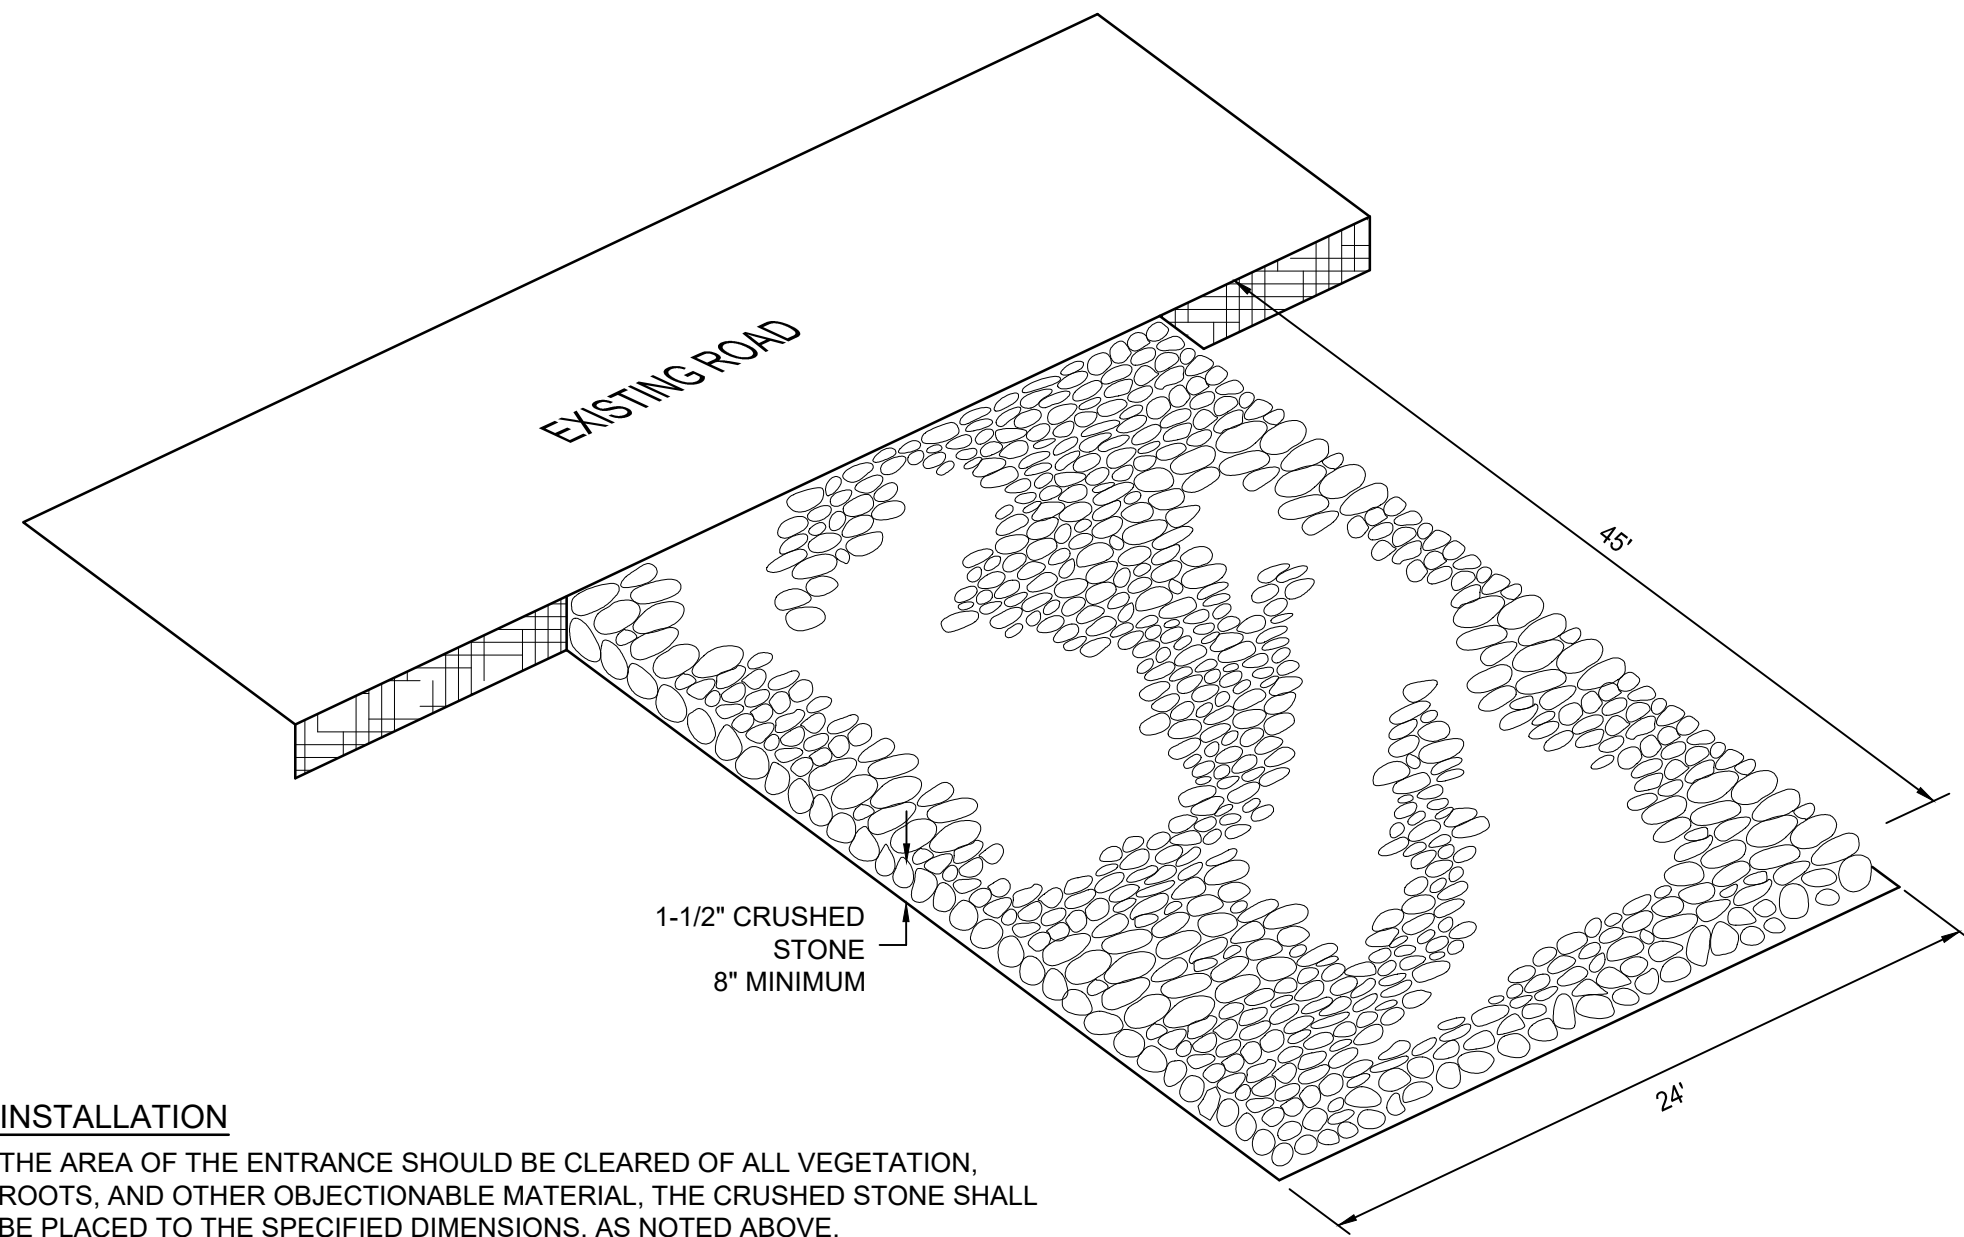 EXISTING ROAD
45'
1-1/2" CRUSHED
STONE
8" MINIMUM
24'
INSTALLATION
THE AREA OF THE ENTRANCE SHOULD BE CLEARED OF ALL VEGETATION,
ROOTS, AND OTHER OBJECTIONABLE MATERIAL, THE CRUSHED STONE SHALL
BE PLACED TO THE SPECIFIED DIMENSIONS. AS NOTED ABOVE.